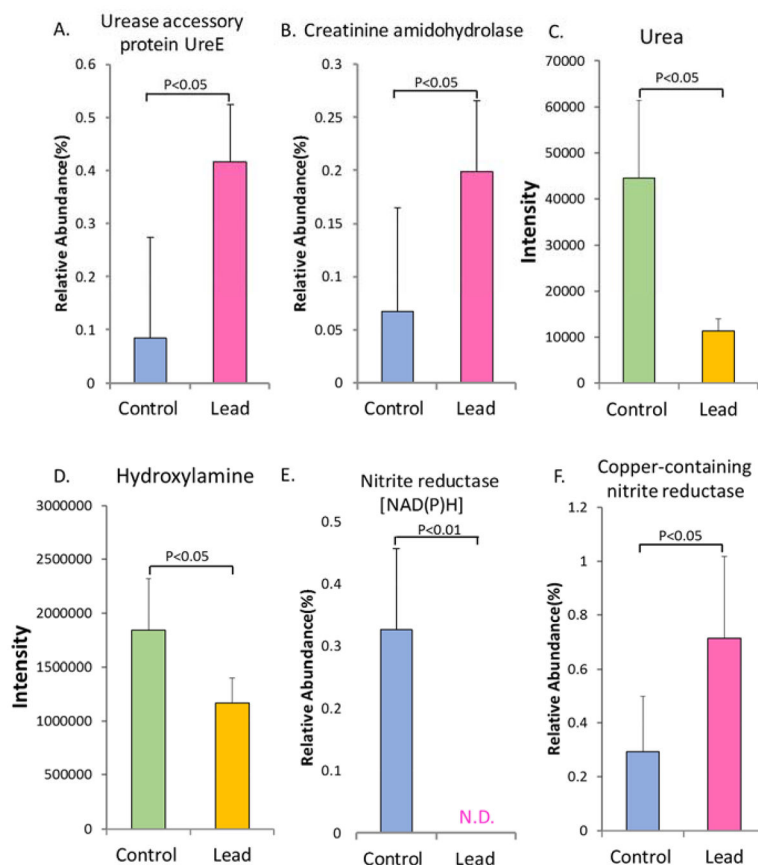 A.
Urease accessory
protein UreE
Relative Abundance(%)
0.6
0.5
0.4
0.3
0.2
0.1
0
P<0.05
Control Lead
B. Creatinine amidohydrolase
Relative Abundance(%)
0.3
0.25
0.2
0.15
0.1
0.05
0
P<0.05
Control Lead
C. Urea
Intensity
70000
60000
50000
40000
30000
20000
10000
0
P<0.05
Control Lead
D. Hydroxylamine
Intensity
3000000
2500000
2000000
1500000
1000000
500000
0
P<0.05
Control Lead
E. Nitrite reductase
[NAD(P)H]
Relative Abundance(%)
0.5
0.4
0.3
0.2
0.1
0
P<0.01
N.D.
Control Lead
F.
Copper-containing
nitrite reductase
Relative Abundance(%)
1.2
1
0.8
0.6
0.4
0.2
0
P<0.05
Control Lead